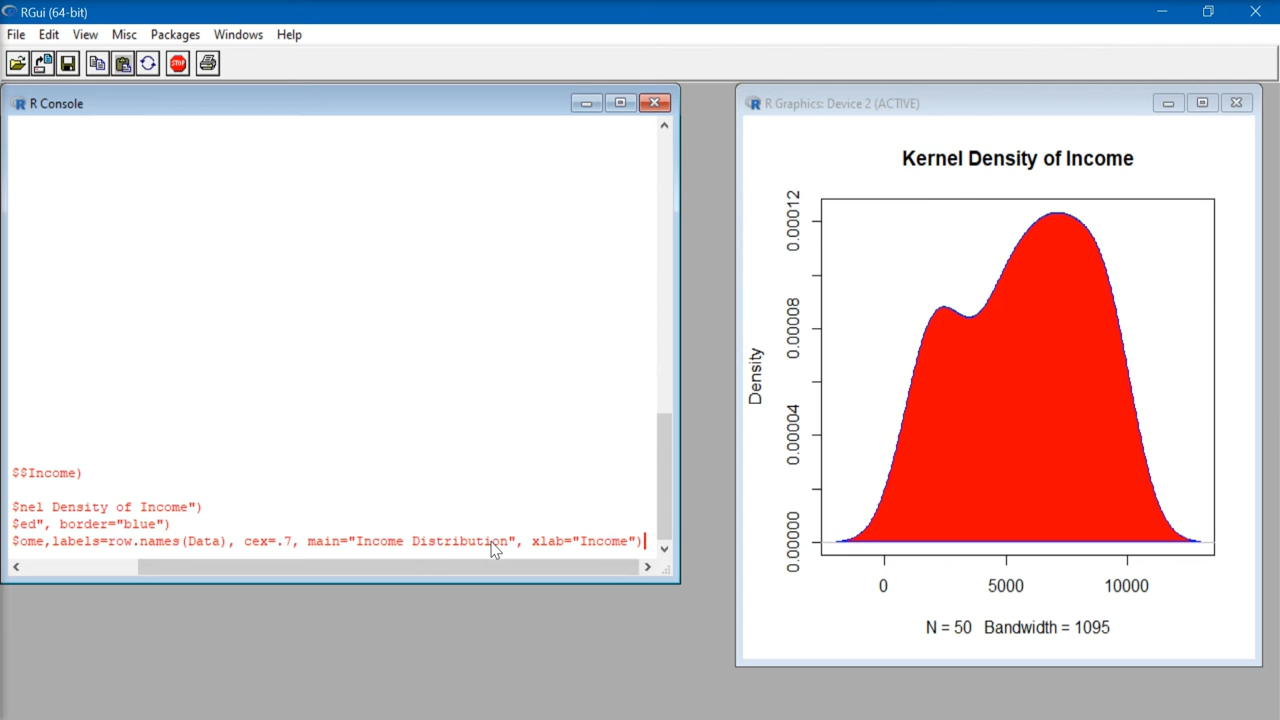 RGui (64-bit)
File Edit View Misc Packages Windows Help
STOP
R Console
$$Income)
$nel Density of Income")
$ed", border="blue")
$ome,labels=row.names(Data), cex=.7, main="Income Distribution", xlab="Income")
R Graphics: Device 2 (ACTIVE)
Kernel Density of Income
0.00012
0.00008
0.00004
0.00000
Density
0 5000 10000
N = 50 Bandwidth = 1095